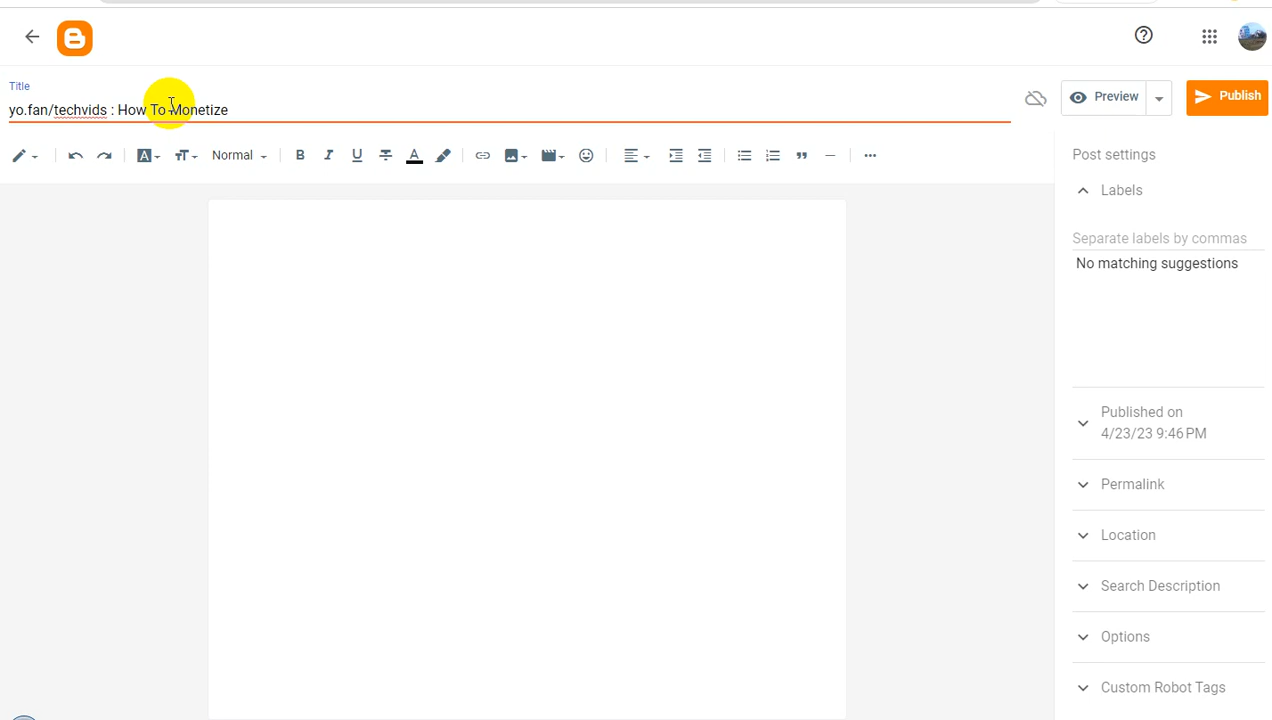 Title
yo.fan/techvids : How To Monetize
Preview
Publish
Normal
Post settings
Labels
Separate labels by commas
No matching suggestions
Published on
4/23/23 9:46 PM
Permalink
Location
Search Description
Options
Custom Robot Tags